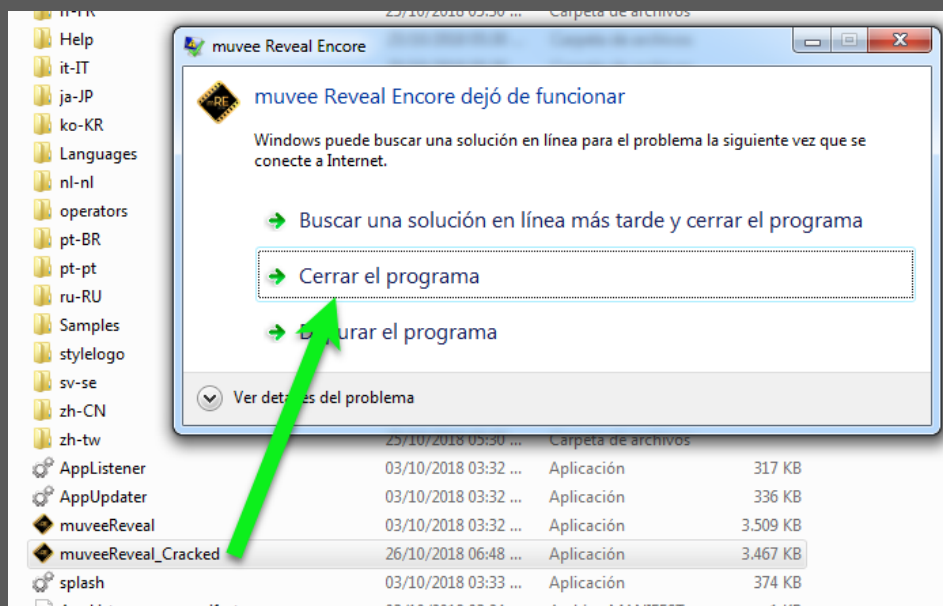 Help
it-IT
ja-JP
ko-KR
Languages
nl-nl
operators
pt-BR
pt-pt
ru-RU
Samples
stylelogo
sv-se
zh-CN
zh-tw 25/10/2018 05:30 ... Carpeta de archivos
AppListener 03/10/2018 03:32 ... Aplicación 317 KB
AppUpdater 03/10/2018 03:32 ... Aplicación 336 KB
muveeReveal 03/10/2018 03:32 ... Aplicación 3.509 KB
muveeReveal_Cracked 26/10/2018 06:48 ... Aplicación 3.467 KB
splash 03/10/2018 03:33 ... Aplicación 374 KB
muvee Reveal Encore
RE
muvee Reveal Encore dejó de funcionar
Windows puede buscar una solución en línea para el problema la siguiente vez que se
conecte a Internet.
Buscar una solución en línea más tarde y cerrar el programa
Cerrar el programa
Depurar el programa
Ver detalles del problema